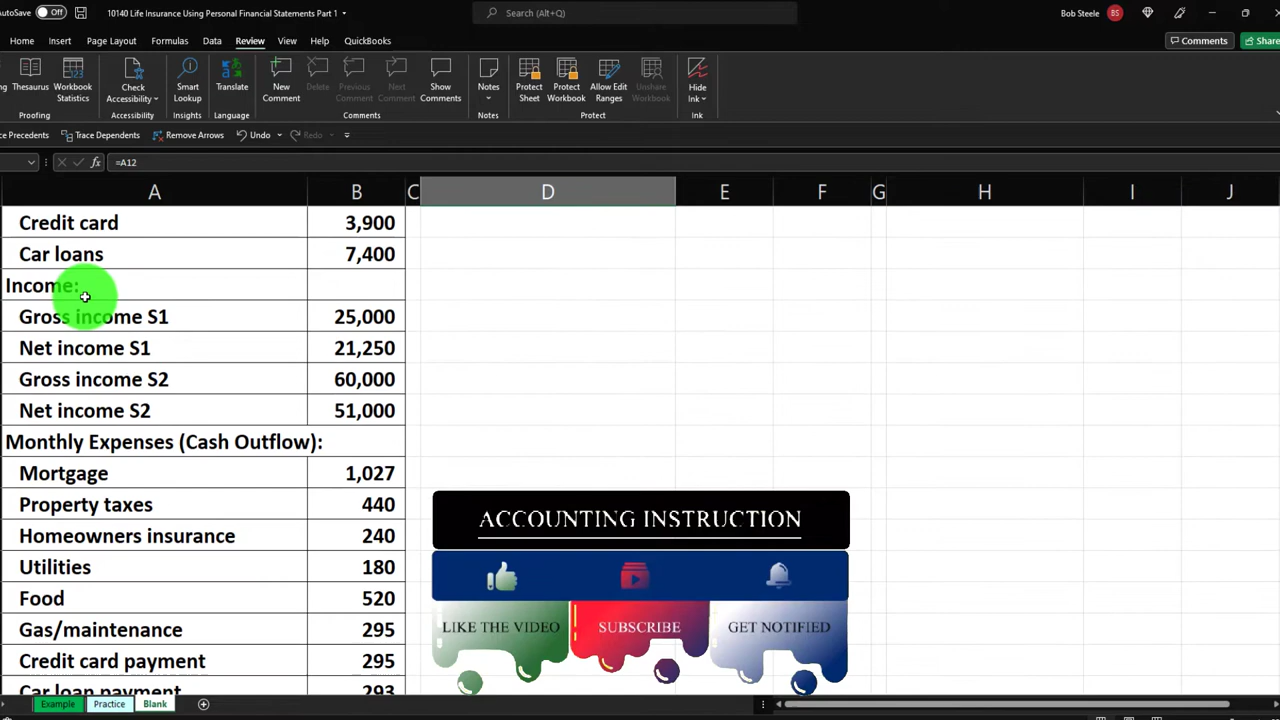 AutoSave Off 10140 Life Insurance Using Personal Financial Statements Part 1 Search (Alt+Q) Bob Steele BS
Home Insert Page Layout Formulas Data Review View Help QuickBooks Comments Share
Thesaurus Workbook Statistics Check Accessibility Smart Lookup Translate New Comment Delete Previous Comment Next Comment Show Comments Notes Protect Sheet Protect Workbook Allow Edit Ranges Unshare Workbook Hide Ink
Proofing Accessibility Insights Language Comments Notes Protect Ink
ce Precedents Trace Dependents Remove Arrows Undo Redo
fx =A12
A B C D E F G H I J
Credit card 3,900
Car loans 7,400
Income:
Gross income S1 25,000
Net income S1 21,250
Gross income S2 60,000
Net income S2 51,000
Monthly Expenses (Cash Outflow):
Mortgage 1,027
Property taxes 440
Homeowners insurance 240
Utilities 180
Food 520
Gas/maintenance 295
Credit card payment 295
Car loan payment 293
ACCOUNTING INSTRUCTION
LIKE THE VIDEO SUBSCRIBE GET NOTIFIED
Example Practice Blank